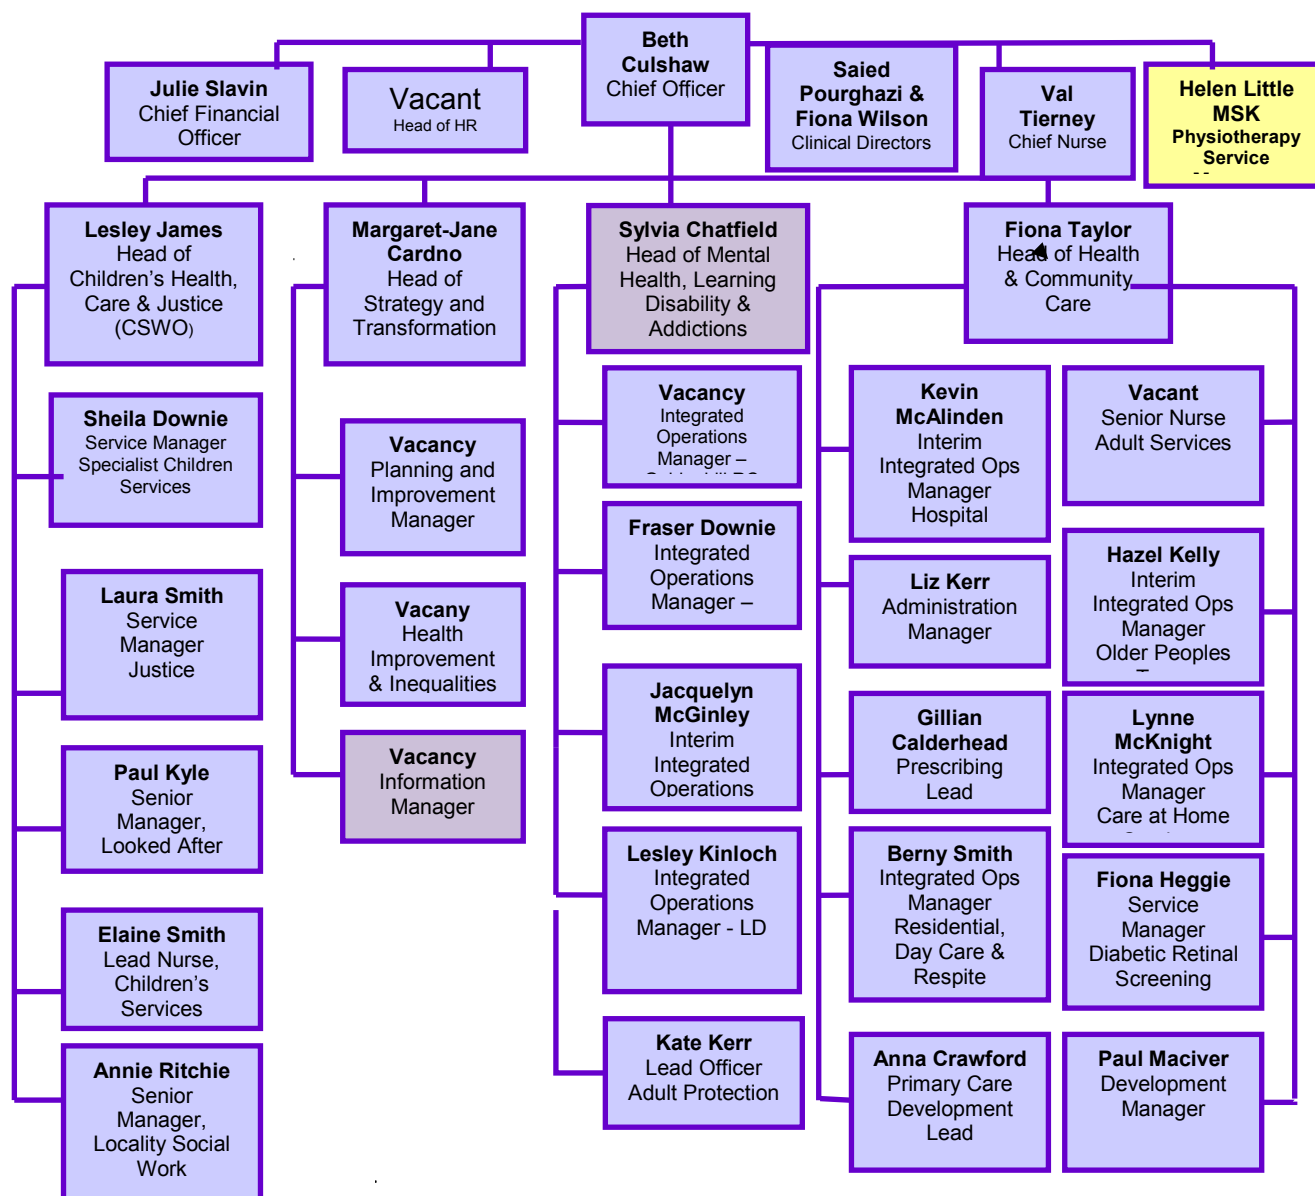 Beth
Culshaw
Chief Officer
Julie Slavin
Chief Financial
Officer
Vacant
Head of HR
Saied
Pourghazi &
Fiona Wilson
Clinical Directors
Val
Tierney
Chief Nurse
Helen Little
MSK
Physiotherapy
Service
Lesley James
Head of
Children's Health,
Care & Justice
(CSWO)
Margaret-Jane
Cardno
Head of
Strategy and
Transformation
Sylvia Chatfield
Head of Mental
Health, Learning
Disability &
Addictions
Fiona Taylor
Head of Health
& Community
Care
Sheila Downie
Service Manager
Specialist Children
Services
Laura Smith
Service
Manager
Justice
Paul Kyle
Senior
Manager,
Looked After
Elaine Smith
Lead Nurse,
Children's
Services
Annie Ritchie
Senior
Manager,
Locality Social
Work
Vacancy
Planning and
Improvement
Manager
Vacany
Health
Improvement
& Inequalities
Vacancy
Information
Manager
Vacancy
Integrated
Operations
Manager –
Fraser Downie
Integrated
Operations
Manager –
Jacquelyn
McGinley
Interim
Integrated
Operations
Lesley Kinloch
Integrated
Operations
Manager - LD
Kate Kerr
Lead Officer
Adult Protection
Kevin
McAlinden
Interim
Integrated Ops
Manager
Hospital
Liz Kerr
Administration
Manager
Gillian
Calderhead
Prescribing
Lead
Berny Smith
Integrated Ops
Manager
Residential,
Day Care &
Respite
Anna Crawford
Primary Care
Development
Lead
Vacant
Senior Nurse
Adult Services
Hazel Kelly
Interim
Integrated Ops
Manager
Older Peoples
Lynne
McKnight
Integrated Ops
Manager
Care at Home
Fiona Heggie
Service
Manager
Diabetic Retinal
Screening
Paul Maciver
Development
Manager